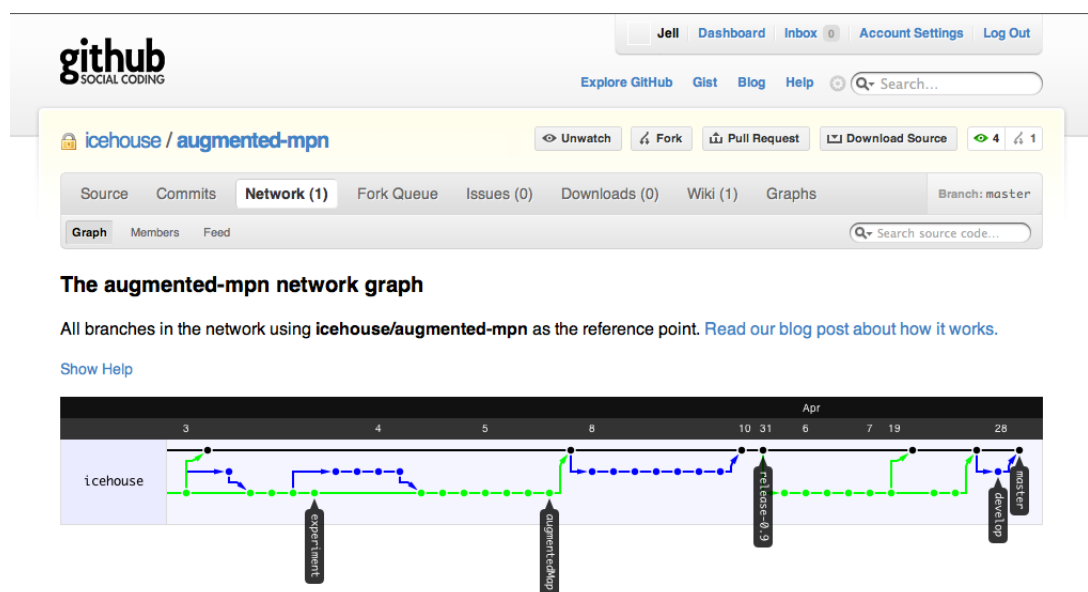 github
SOCIAL CODING
Jell Dashboard Inbox 0 Account Settings Log Out
Explore GitHub Gist Blog Help Search...
icehouse / augmented-mpn
Unwatch Fork Pull Request Download Source 4 1
Source Commits Network (1) Fork Queue Issues (0) Downloads (0) Wiki (1) Graphs Branch: master
Graph Members Feed Search source code...
The augmented-mpn network graph
All branches in the network using icehouse/augmented-mpn as the reference point. Read our blog post about how it works.
Show Help
Apr
3 4 5 8 10 31 6 7 19 28
icehouse
experiment
augmentedMap
release-0.9
develop
master